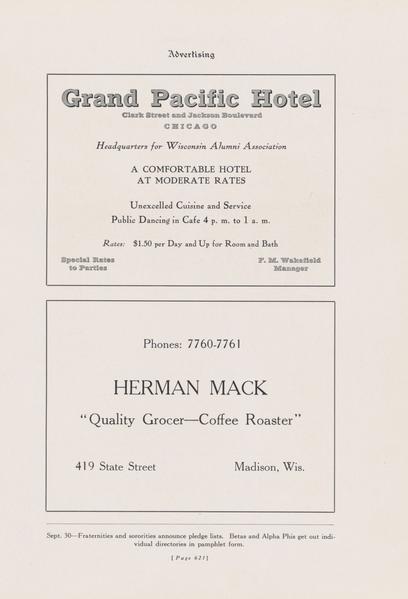 Advertising
Grand Pacific Hotel
Clark Street and Jackson Boulevard
CHICAGO
Headquarters for Wisconsin Alumni Association
A COMFORTABLE HOTEL
AT MODERATE RATES
Unexcelled Cuisine and Service
Public Dancing in Cafe 4 p. m. to 1 a. m.
Rates: $1.50 per Day and Up for Room and Bath
Special Rates
to Parties
F. M. Wakefield
Manager
Phones: 7760-7761
HERMAN MACK
"Quality Grocer—Coffee Roaster"
419 State Street Madison, Wis.
Sept. 30—Fraternities and sororities announce pledge lists. Betas and Alpha Phis get out indi-
vidual directories in pamphlet form.
[Page 621]